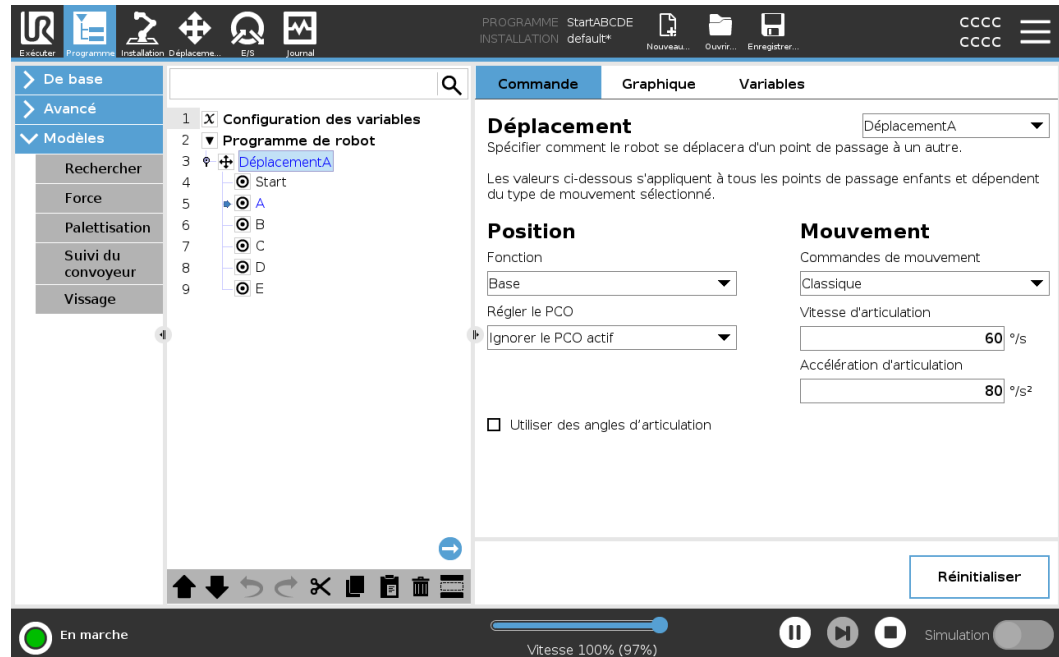 UR
PROGRAMME StartABCDE
INSTALLATION default*
CCCC
CCCC
Exécuter Programme Installation Déplaceme... E/S Journal
Nouveau... Ouvrir... Enregistrer...
De base
Avancé
Modèles
Rechercher
Force
Palettisation
Suivi du
convoyeur
Vissage
1 X Configuration des variables
2 Programme de robot
3 DéplacementA
4 Start
5 A
6 B
7 C
8 D
9 E
Commande Graphique Variables
Déplacement
DéplacementA
Spécifier comment le robot se déplacera d'un point de passage à un autre.
Les valeurs ci-dessous s'appliquent à tous les points de passage enfants et dépendent
du type de mouvement sélectionné.
Position
Fonction
Base
Régler le PCO
Ignorer le PCO actif
Utiliser des angles d’articulation
Mouvement
Commandes de mouvement
Classique
Vitesse d'articulation
60 °/s
Accélération d'articulation
80 °/s²
Réinitialiser
En marche
Vitesse 100% (97%)
Simulation